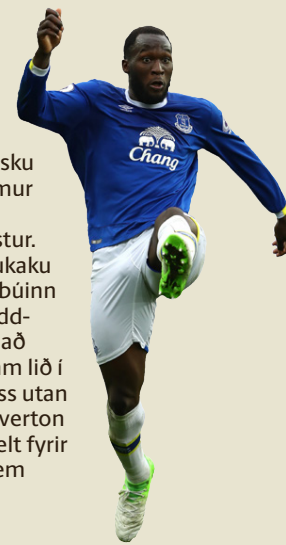 sku
mur
stur.
ukaku
búinn
dd-
að
m lið í
ss utan
verton
elt fyrir
em
Chang